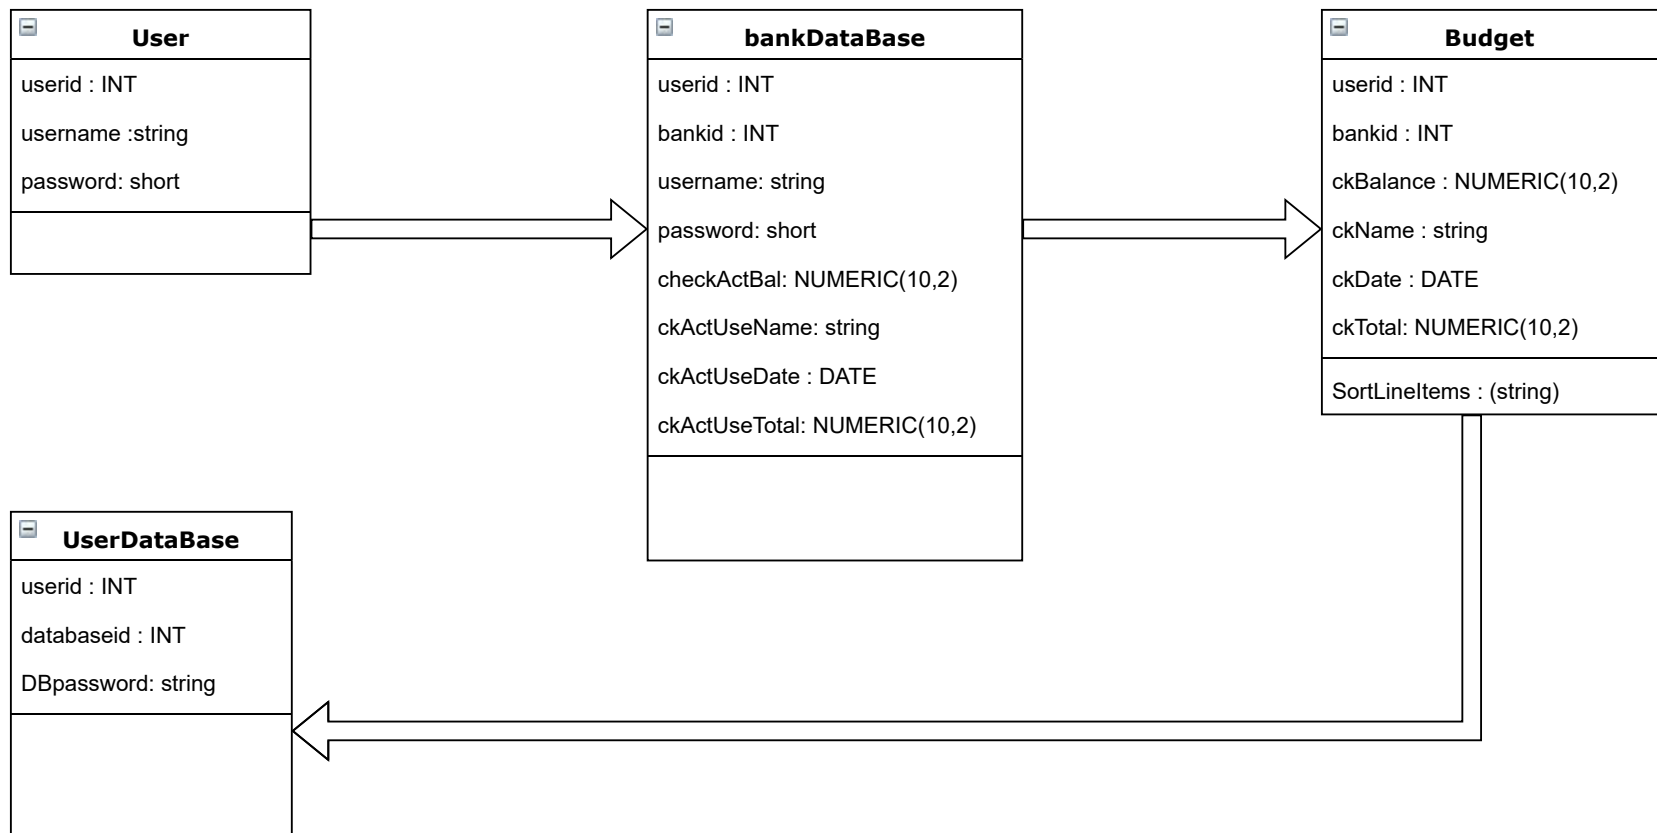 User
userid : INT
username :string
password: short
bankDataBase
userid : INT
bankid : INT
username: string
password: short
checkActBal: NUMERIC(10,2)
ckActUseName: string
ckActUseDate : DATE
ckActUseTotal: NUMERIC(10,2)
Budget
userid : INT
bankid : INT
ckBalance : NUMERIC(10,2)
ckName : string
ckDate : DATE
ckTotal: NUMERIC(10,2)
SortLineItems : (string)
UserDataBase
userid : INT
databaseid : INT
DBpassword: string